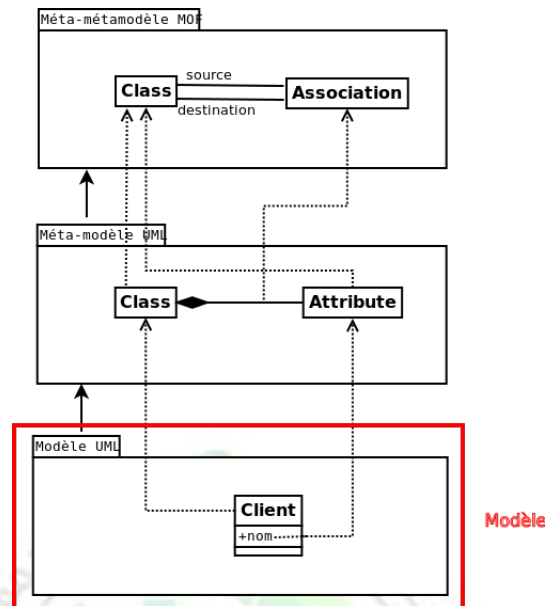 Méta-métamodèle MOF
source
Class
Association
destination
Méta-modèle UML
Class
Attribute
Modèle UML
Client
+nom
Modèle